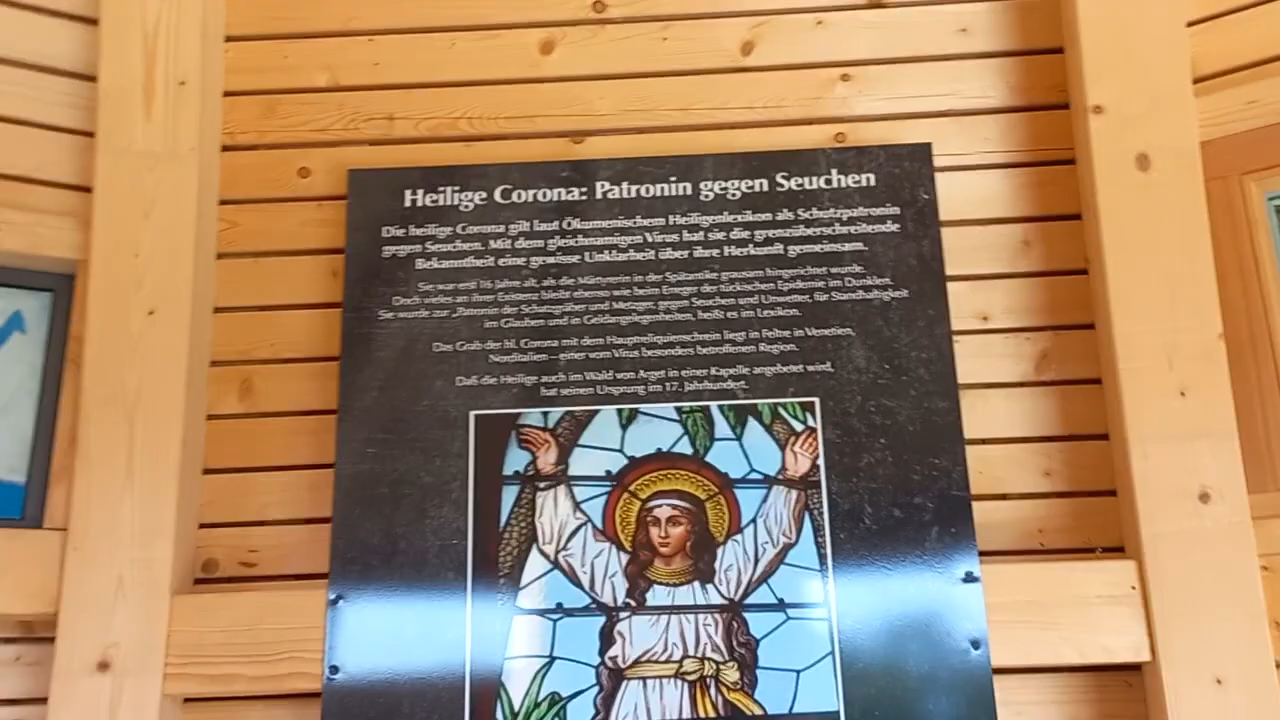 Heilige Corona: Patronin gegen Seuchen
Die heilige Corona gilt laut Ökumenischem Heiligenlexikon als Schutzpatronin
gegen Seuchen. Mit dem gleichnamigen Virus hat sie die grenzüberschreitende
Bekanntheit eine gewisse Unklarheit über ihre Herkunft gemeinsam.
Sie war erst 16 Jahre alt, als die Märtyrerin in der Spätantike grausam hingerichtet wurde.
Doch vieles an ihrer Existenz bleibt ebenso wie beim Erreger der tückischen Epidemie im Dunklen.
Sie wurde zur „Patronin der Schatzgräber und Metzger, gegen Seuchen und Unwetter, für Standhaftigkeit
im Glauben und in Geldangelegenheiten, heißt es im Lexikon.
Das Grab der hl. Corona mit dem Hauptreliquienschrein liegt in Feltre in Venetien,
Norditalien – einer vom Virus besonders betroffenen Region.
Daß die Heilige auch im Wald von Arget in einer Kapelle angebetet wird,
hat seinen Ursprung im 17. Jahrhundert.